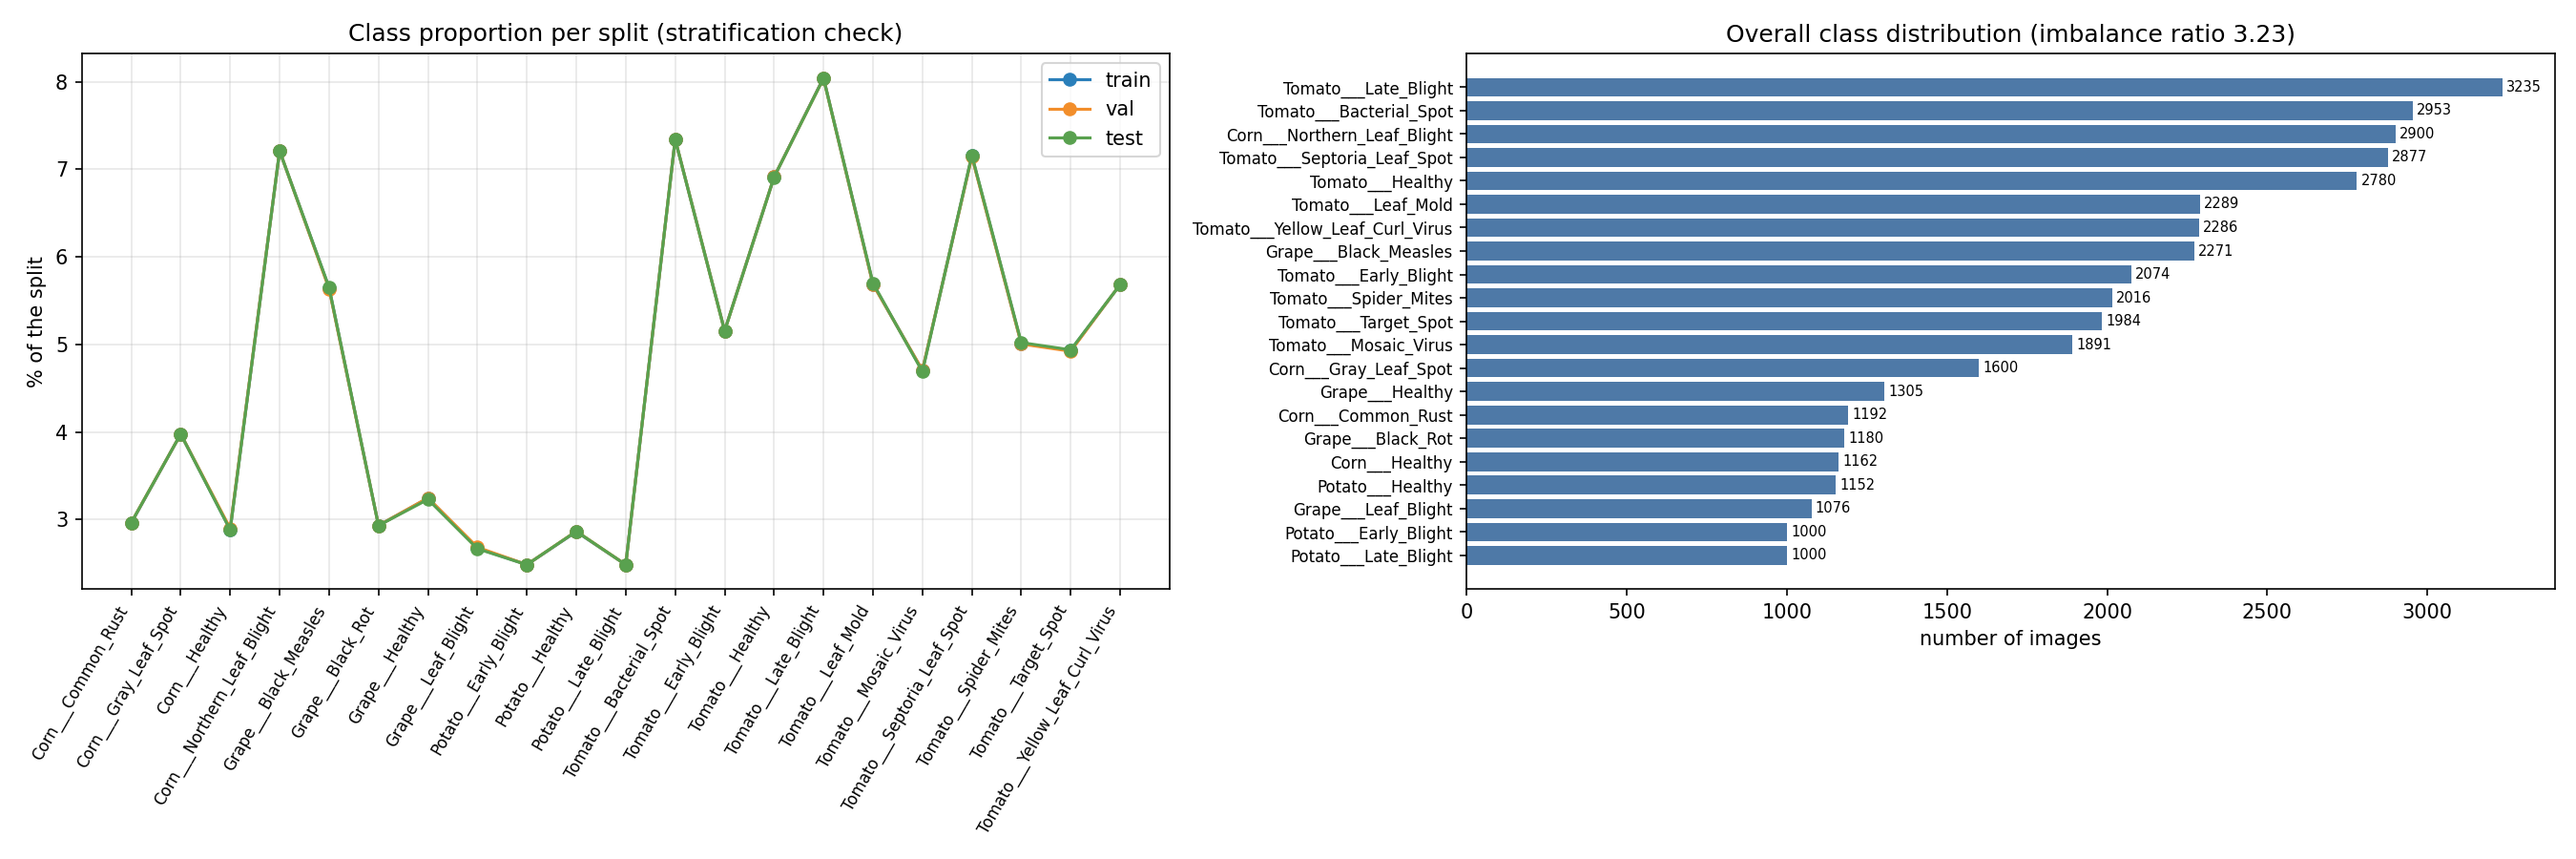 Class proportion per split (stratification check)
% of the split
8
7
6
5
4
3
train
val
test
Corn___Common_Rust
Corn___Gray_Leaf_Spot
Corn___Healthy
Corn___Northern_Leaf_Blight
Grape___Black_Measles
Grape___Black_Rot
Grape___Healthy
Grape___Leaf_Blight
Potato___Early_Blight
Potato___Healthy
Potato___Late_Blight
Tomato___Bacterial_Spot
Tomato___Early_Blight
Tomato___Healthy
Tomato___Late_Blight
Tomato___Leaf_Mold
Tomato___Mosaic_Virus
Tomato___Septoria_Leaf_Spot
Tomato___Spider_Mites
Tomato___Target_Spot
Tomato___Yellow_Leaf_Curl_Virus
Overall class distribution (imbalance ratio 3.23)
Tomato___Late_Blight 3235
Tomato___Bacterial_Spot 2953
Corn___Northern_Leaf_Blight 2900
Tomato___Septoria_Leaf_Spot 2877
Tomato___Healthy 2780
Tomato___Leaf_Mold 2289
Tomato___Yellow_Leaf_Curl_Virus 2286
Grape___Black_Measles 2271
Tomato___Early_Blight 2074
Tomato___Spider_Mites 2016
Tomato___Target_Spot 1984
Tomato___Mosaic_Virus 1891
Corn___Gray_Leaf_Spot 1600
Grape___Healthy 1305
Corn___Common_Rust 1192
Grape___Black_Rot 1180
Corn___Healthy 1162
Potato___Healthy 1152
Grape___Leaf_Blight 1076
Potato___Early_Blight 1000
Potato___Late_Blight 1000
0 500 1000 1500 2000 2500 3000
number of images